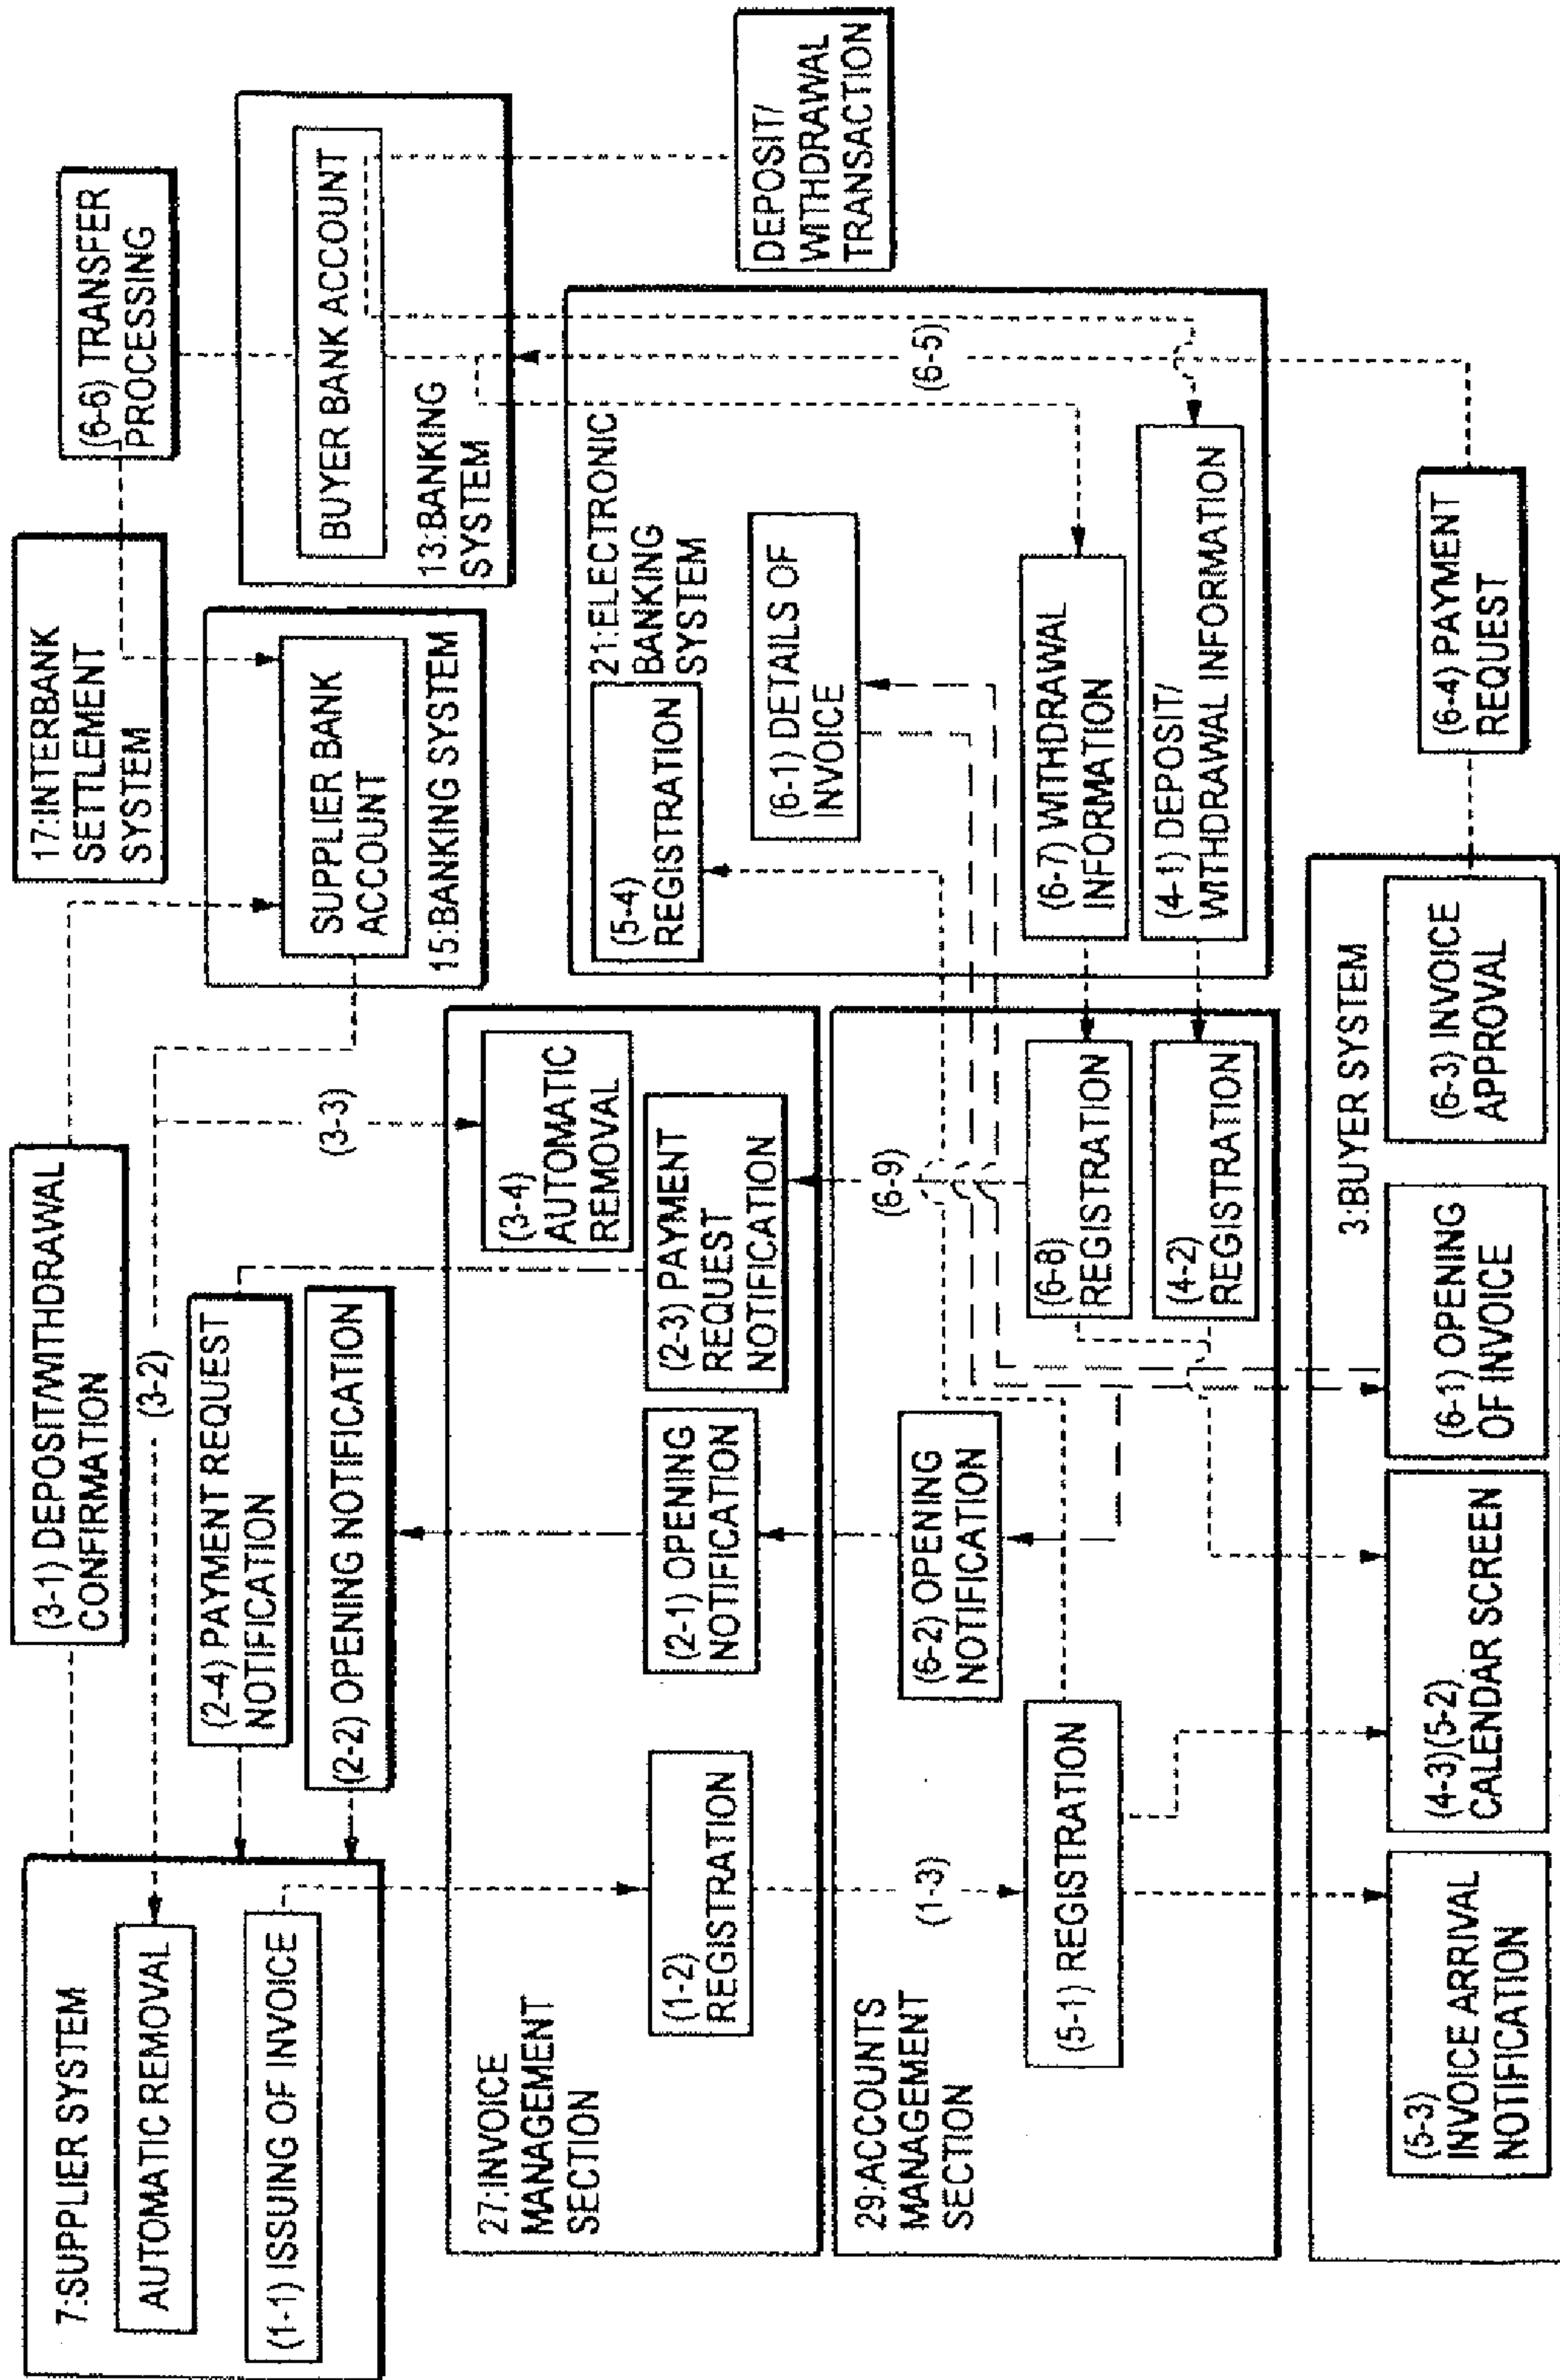 7:SUPPLIER SYSTEM
AUTOMATIC REMOVAL
(1-1) ISSUING OF INVOICE
(3-1) DEPOSIT/WITHDRAWAL
CONFIRMATION
(3-2)
(2-4) PAYMENT REQUEST
NOTIFICATION
(2-2) OPENING NOTIFICATION
(3-3)
17:INTERBANK
SETTLEMENT
SYSTEM
SUPPLIER BANK
ACCOUNT
15:BANKING SYSTEM
(6-6) TRANSFER
PROCESSING
BUYER BANK ACCOUNT
13:BANKING
SYSTEM
27:INVOICE
MANAGEMENT
SECTION
(1-2)
REGISTRATION
(2-1) OPENING
NOTIFICATION
(3-4)
AUTOMATIC
REMOVAL
(2-3) PAYMENT
REQUEST
NOTIFICATION
21:ELECTRONIC
BANKING
SYSTEM
(5-4)
REGISTRATION
(6-1) DETAILS OF
INVOICE
(6-7) WITHDRAWAL
INFORMATION
(4-1) DEPOSIT/
WITHDRAWAL INFORMATION
(6-5)
DEPOSIT/
WITHDRAWAL
TRANSACTION
29:ACCOUNTS
MANAGEMENT
SECTION
(1-3)
(5-1) REGISTRATION
(6-2) OPENING
NOTIFICATION
(6-9)
(6-8)
REGISTRATION
(4-2)
REGISTRATION
3:BUYER SYSTEM
(5-3)
INVOICE ARRIVAL
NOTIFICATION
(4-3)(5-2)
CALENDAR SCREEN
(6-1) OPENING
OF INVOICE
(6-3) INVOICE
APPROVAL
(6-4) PAYMENT
REQUEST